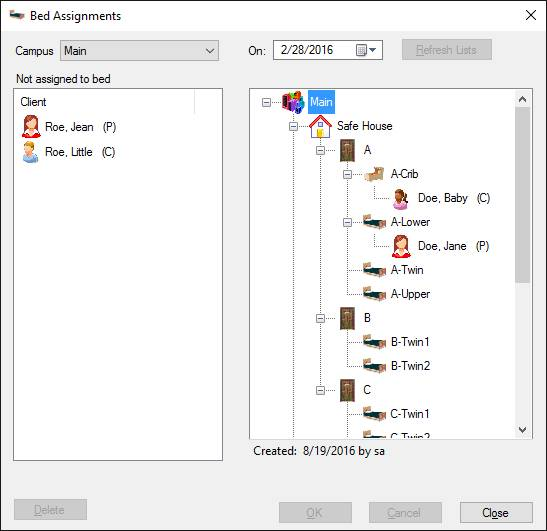 Bed Assignments
Campus Main On: 2/28/2016 Refresh Lists
Not assigned to bed
Client
Roe, Jean (P)
Roe, Little (C)
Main
Safe House
A
A-Crib
Doe, Baby (C)
A-Lower
Doe, Jane (P)
A-Twin
A-Upper
B
B-Twin1
B-Twin2
C
C-Twin1
C-Twin2
Created: 8/19/2016 by sa
Delete OK Cancel Close